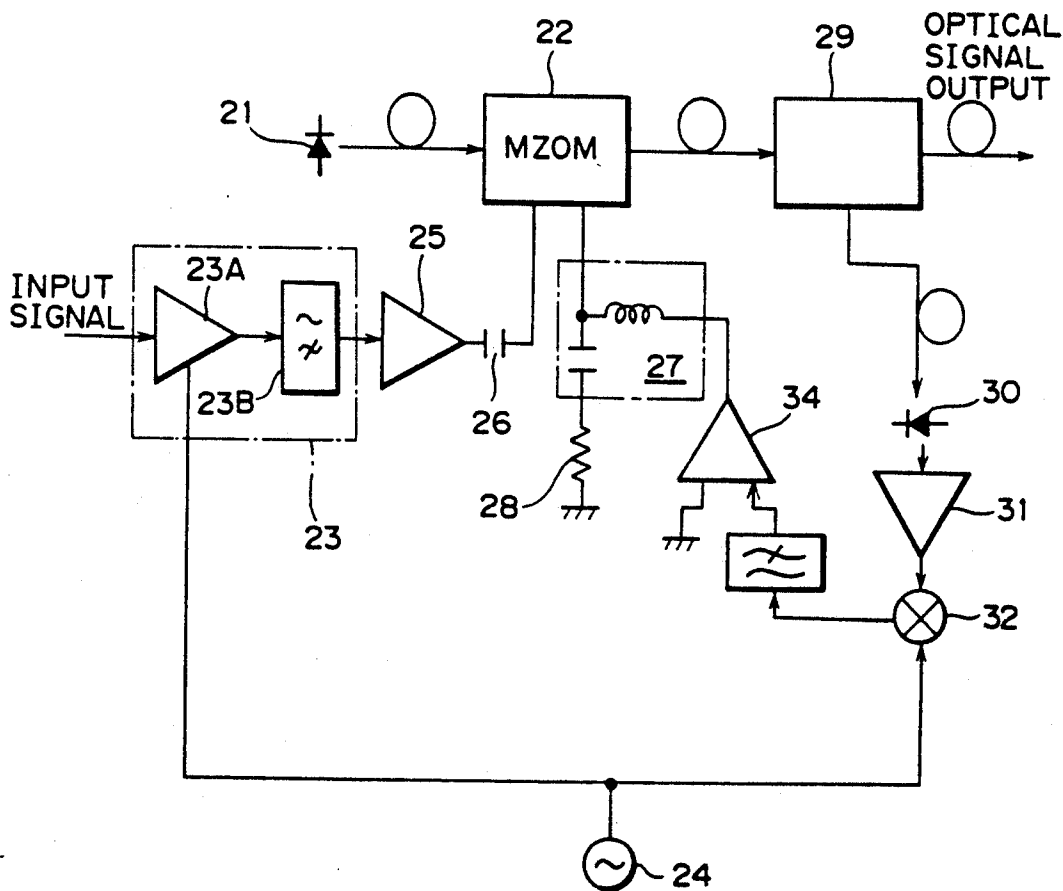 22
29
OPTICAL
SIGNAL
OUTPUT
21
MZOM
25
23A
INPUT
SIGNAL
23B
26
27
34
30
28
31
23
32
24